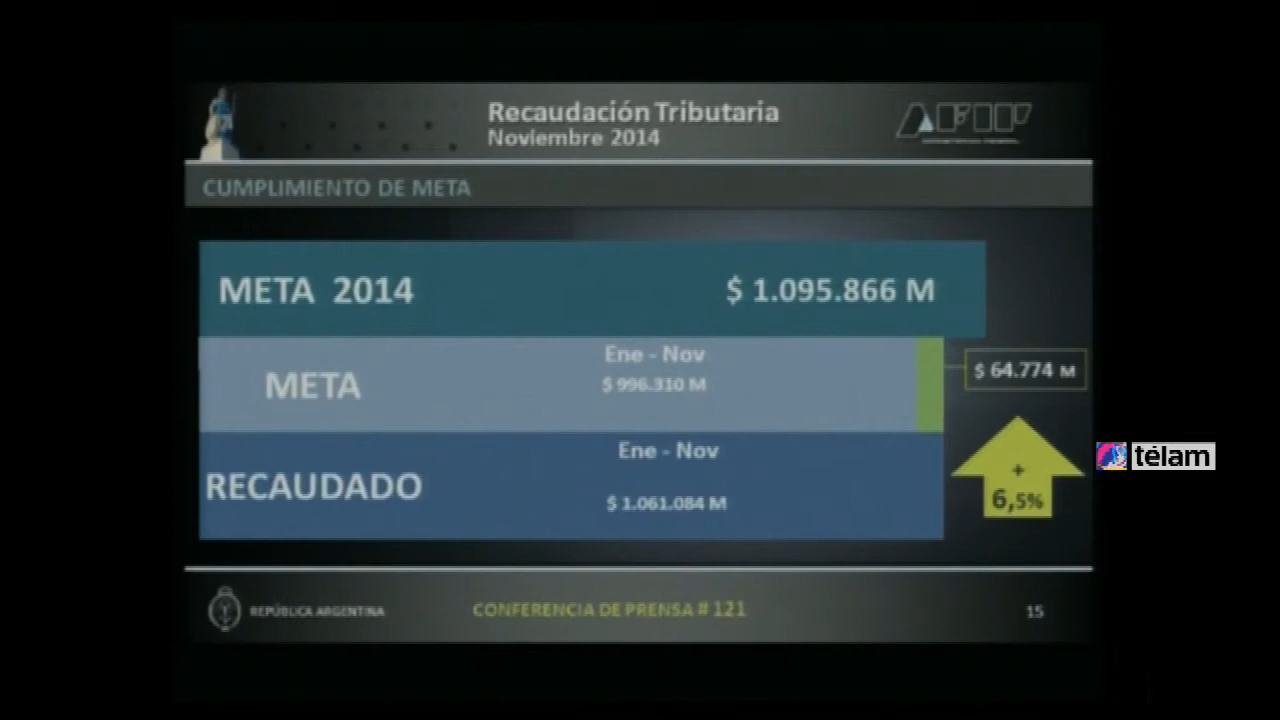 Recaudación Tributaria
Noviembre 2014
AFIP
CUMPLIMIENTO DE META
META 2014
$ 1.095.866 M
Ene - Nov
META
$ 996.310 M
$ 64.774 M
Ene - Nov
RECAUDADO
$ 1.061.084 M
+
6,5%
télam
REPÚBLICA ARGENTINA
CONFERENCIA DE PRENSA # 121
15